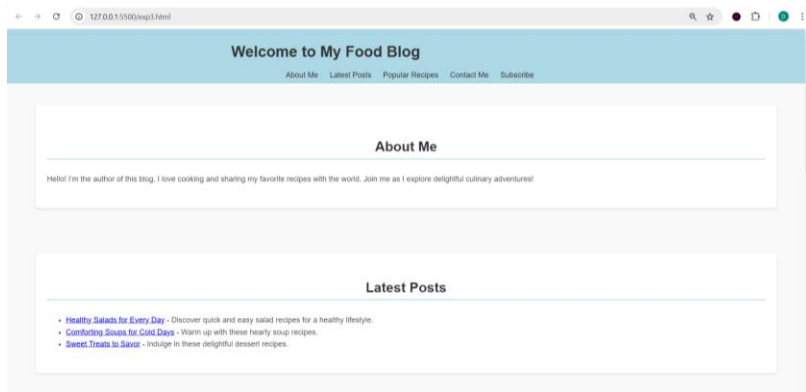 127.0.0.1:5500/exp3.html
Welcome to My Food Blog
About Me Latest Posts Popular Recipes Contact Me Subscribe
About Me
Hello! I'm the author of this blog. I love cooking and sharing my favorite recipes with the world. Join me as I explore delightful culinary adventures!
Latest Posts
• Healthy Salads for Every Day - Discover quick and easy salad recipes for a healthy lifestyle.
• Comforting Soups for Cold Days - Warm up with these hearty soup recipes.
• Sweet Treats to Savor - Indulge in these delightful dessert recipes.